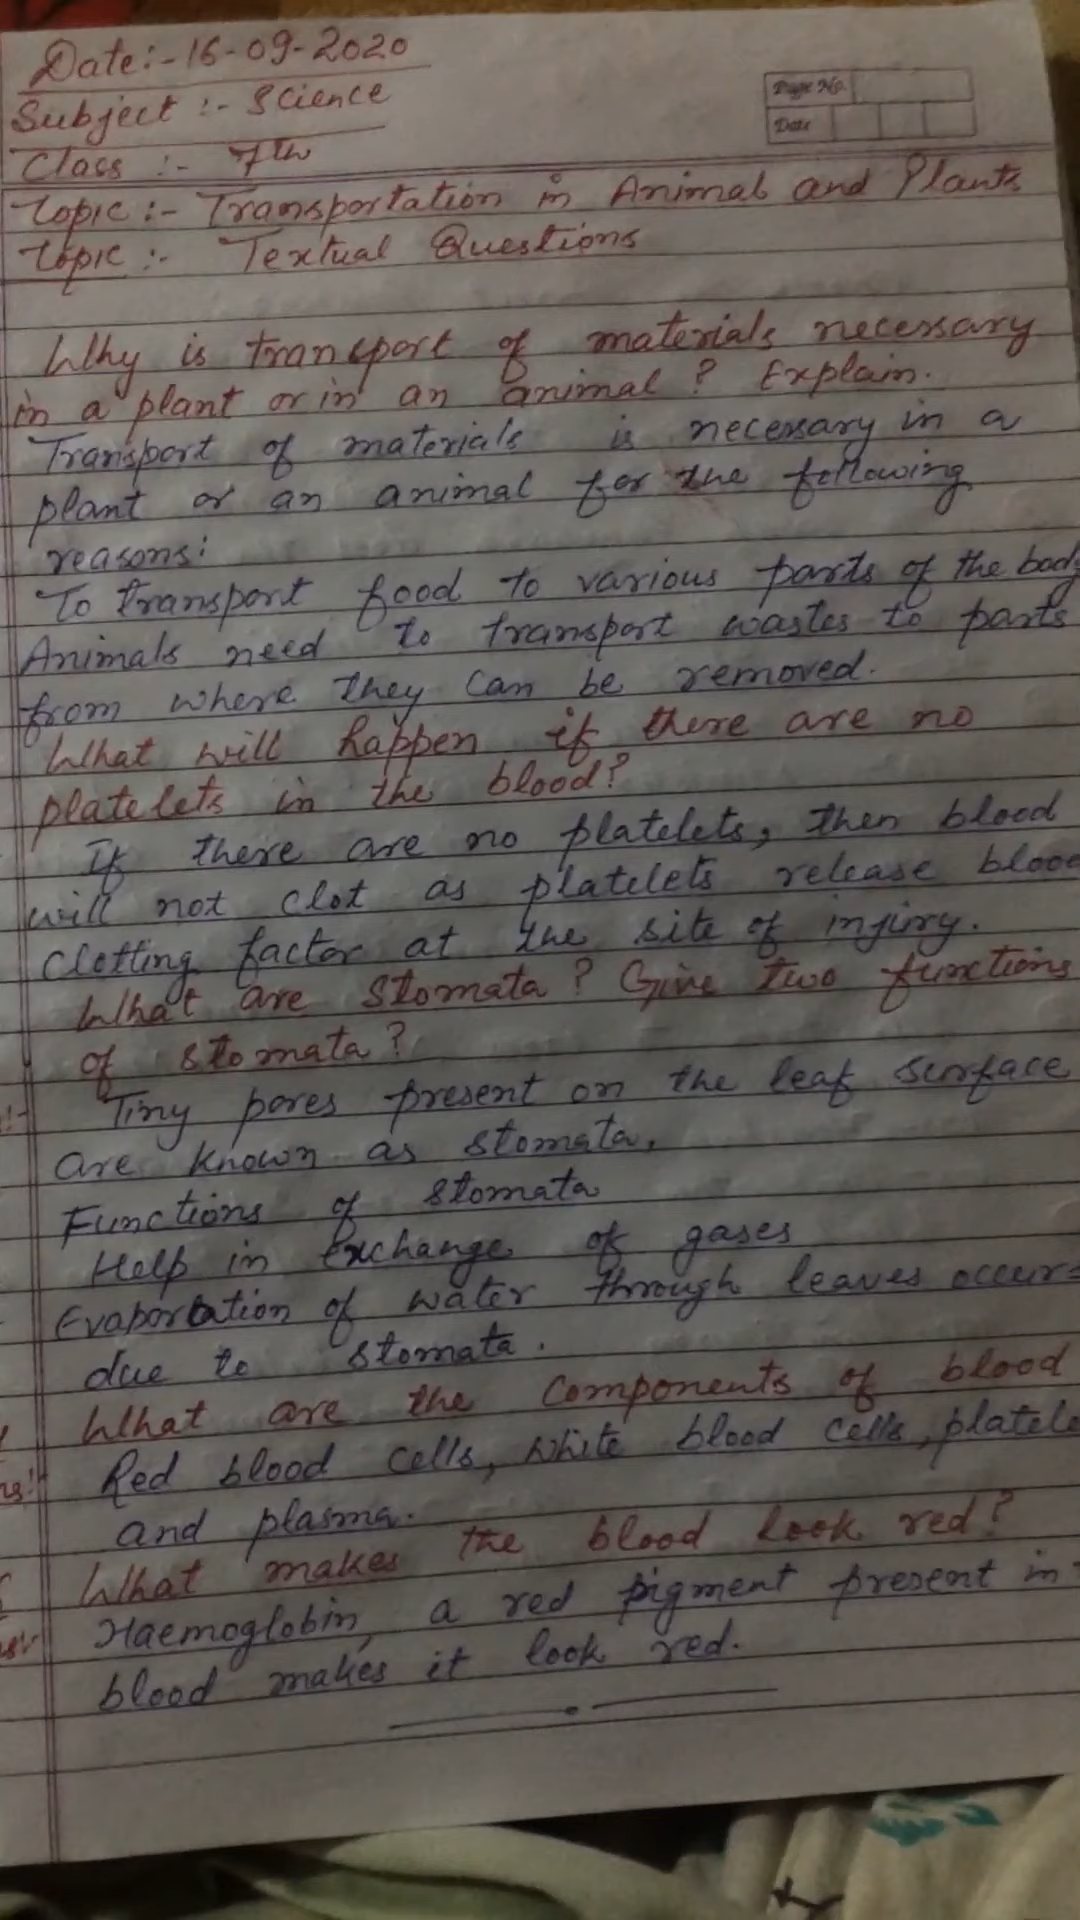 Date:-16-09-2020
Subject :- Science
Page No.
Date
Class :- 7th
Topic :- Transportation in Animal and Plants
Topic :- Textual Questions
Why is transport of materials necessary
in a plant or in an animal ? Explain.
Transport of materials is necessary in a
plant or an animal for the following
reasons:
To transport food to various parts of the body
Animals need to transport wastes to parts
from where they can be removed.
What will happen if there are no
platelets in the blood?
If there are no platelets, then blood
will not clot as platelets release blood
clotting factor at the site of injury.
What are Stomata ? Give two functions
of stomata ?
Tiny pores present on the leaf surface
are known as stomata.
Functions of stomata
Help in exchange of gases
Evaporation of water through leaves occurs
due to stomata.
What are the components of blood
Red blood cells, white blood cells, platele
and plasma.
What makes the blood look red?
Haemoglobin, a red pigment present in
blood makes it look red.